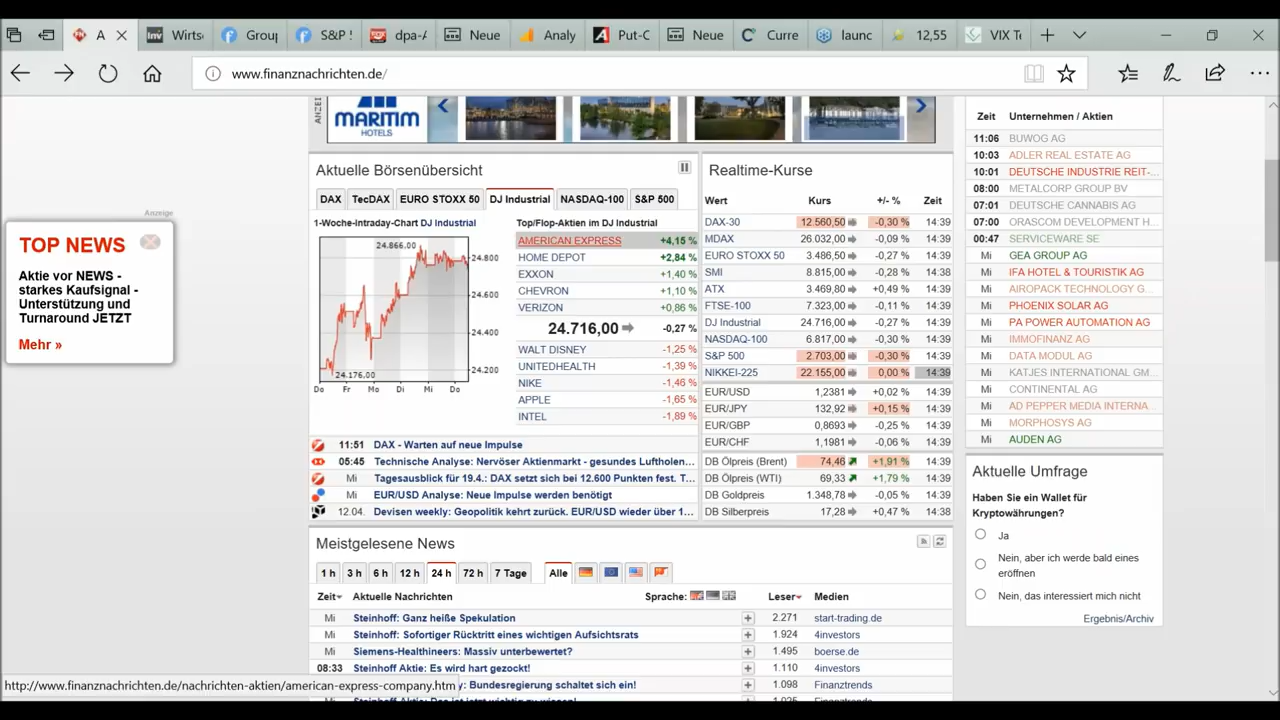 A
Wirts
Grou
S&P !
dpa-A
Neue
Analy
Put-C
Neue
Curre
launc
12,55
VIX Te
www.finanznachrichten.de/
ANZEI
MARITIM
HOTELS
Aktuelle Börsenübersicht
DAX TecDAX EURO STOXX 50 DJ Industrial NASDAQ-100 S&P 500
1-Woche-Intraday-Chart DJ Industrial
24.866,00
24.800
24.600
24.400
24.200
24.176,00
Do Fr Mo Di Mi Do
Top/Flop-Aktien im DJ Industrial
AMERICAN EXPRESS +4,15 %
HOME DEPOT +2,84 %
EXXON +1,40 %
CHEVRON +1,10 %
VERIZON +0,86 %
24.716,00 -0,27 %
WALT DISNEY -1,25 %
UNITEDHEALTH -1,39 %
NIKE -1,46 %
APPLE -1,65 %
INTEL -1,89 %
11:51 DAX - Warten auf neue Impulse
05:45 Technische Analyse: Nervöser Aktienmarkt - gesundes Luftholen...
Mi Tagesausblick für 19.4.: DAX setzt sich bei 12.600 Punkten fest. T...
Mi EUR/USD Analyse: Neue Impulse werden benötigt
12.04. Devisen weekly: Geopolitik kehrt zurück. EUR/USD wieder über 1...
Realtime-Kurse
Wert Kurs +/- % Zeit
DAX-30 12.560,50 -0,30 % 14:39
MDAX 26.032,00 -0,09 % 14:39
EURO STOXX 50 3.486,50 -0,27 % 14:39
SMI 8.815,00 -0,28 % 14:39
ATX 3.469,80 +0,49 % 14:39
FTSE-100 7.323,00 -0,11 % 14:39
DJ Industrial 24.716,00 -0,27 % 14:39
NASDAQ-100 6.817,00 -0,30 % 14:39
S&P 500 2.703,00 -0,30 % 14:39
NIKKEI-225 22.155,00 0,00 % 14:39
EUR/USD 1,2381 +0,02 % 14:39
EUR/JPY 132,92 +0,15 % 14:39
EUR/GBP 0,8693 -0,25 % 14:39
EUR/CHF 1,1981 -0,06 % 14:39
DB Ölpreis (Brent) 74,46 +1,91 % 14:39
DB Ölpreis (WTI) 69,33 +1,79 % 14:39
DB Goldpreis 1.348,78 -0,05 % 14:39
DB Silberpreis 17,28 +0,47 % 14:38
Zeit Unternehmen / Aktien
11:06 BUWOG AG
10:03 ADLER REAL ESTATE AG
10:01 DEUTSCHE INDUSTRIE REIT-...
08:00 METALCORP GROUP BV
07:01 DEUTSCHE CANNABIS AG
07:00 ORASCOM DEVELOPMENT H...
00:47 SERVICEWARE SE
Mi GEA GROUP AG
Mi IFA HOTEL & TOURISTIK AG
Mi AIROPACK TECHNOLOGY G...
Mi PHOENIX SOLAR AG
Mi PA POWER AUTOMATION AG
Mi IMMOFINANZ AG
Mi DATA MODUL AG
Mi KATJES INTERNATIONAL GM...
Mi CONTINENTAL AG
Mi AD PEPPER MEDIA INTERNA...
Mi MORPHOSYS AG
Mi AUDEN AG
Anzeige
TOP NEWS
Aktie vor NEWS -
starkes Kaufsignal -
Unterstützung und
Turnaround JETZT
Mehr »
Aktuelle Umfrage
Haben Sie ein Wallet für
Kryptowährungen?
Ja
Nein, aber ich werde bald eines
eröffnen
Nein, das interessiert mich nicht
Ergebnis/Archiv
Meistgelesene News
1 h 3 h 6 h 12 h 24 h 72 h 7 Tage Alle
Zeit Aktuelle Nachrichten Sprache: Leser Medien
Mi Steinhoff: Ganz heiße Spekulation + 2.271 start-trading.de
Mi Steinhoff: Sofortiger Rücktritt eines wichtigen Aufsichtsrats + 1.924 4investors
Mi Siemens-Healthineers: Massiv unterbewertet? + 1.495 boerse.de
08:33 Steinhoff Aktie: Es wird hart gezockt! + 1.110 4investors
y: Bundesregierung schaltet sich ein! + 1.098 Finanztrends
http://www.finanznachrichten.de/nachrichten-aktien/american-express-company.htm